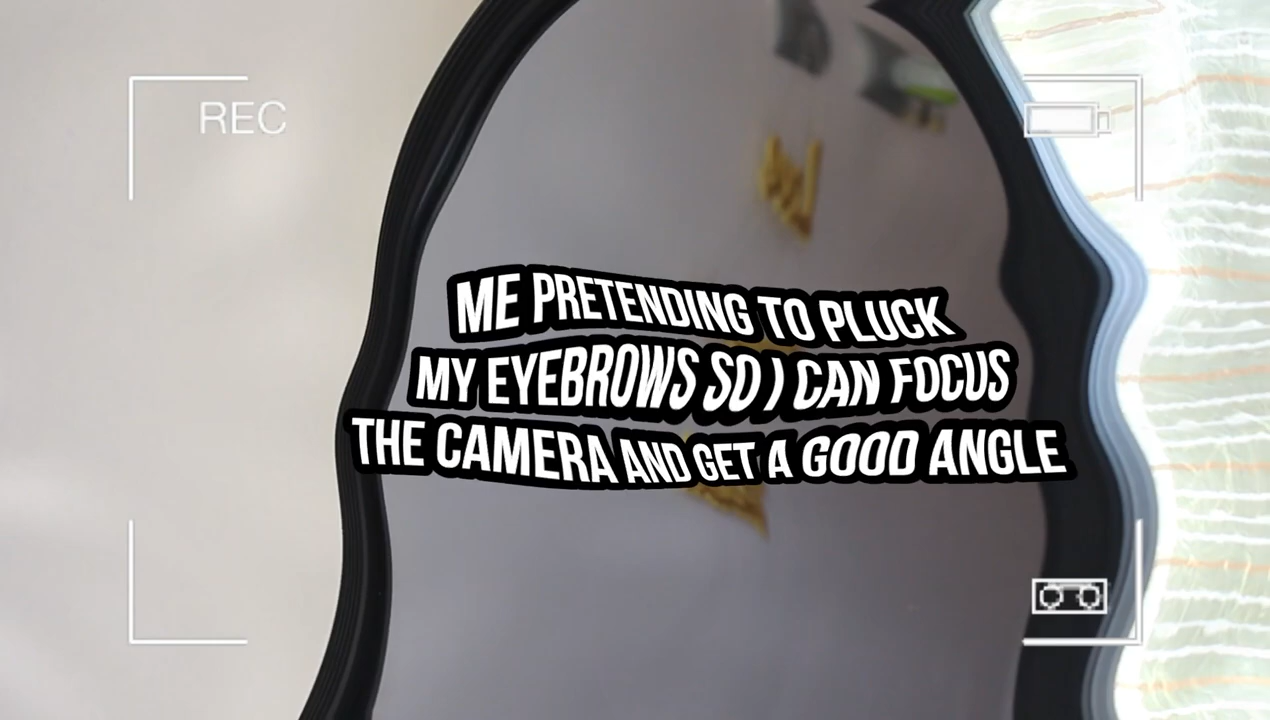 REC
ME PRETENDING TO PLUCK
MY EYEBROWS SO I CAN FOCUS
THE CAMERA AND GET A GOOD ANGLE